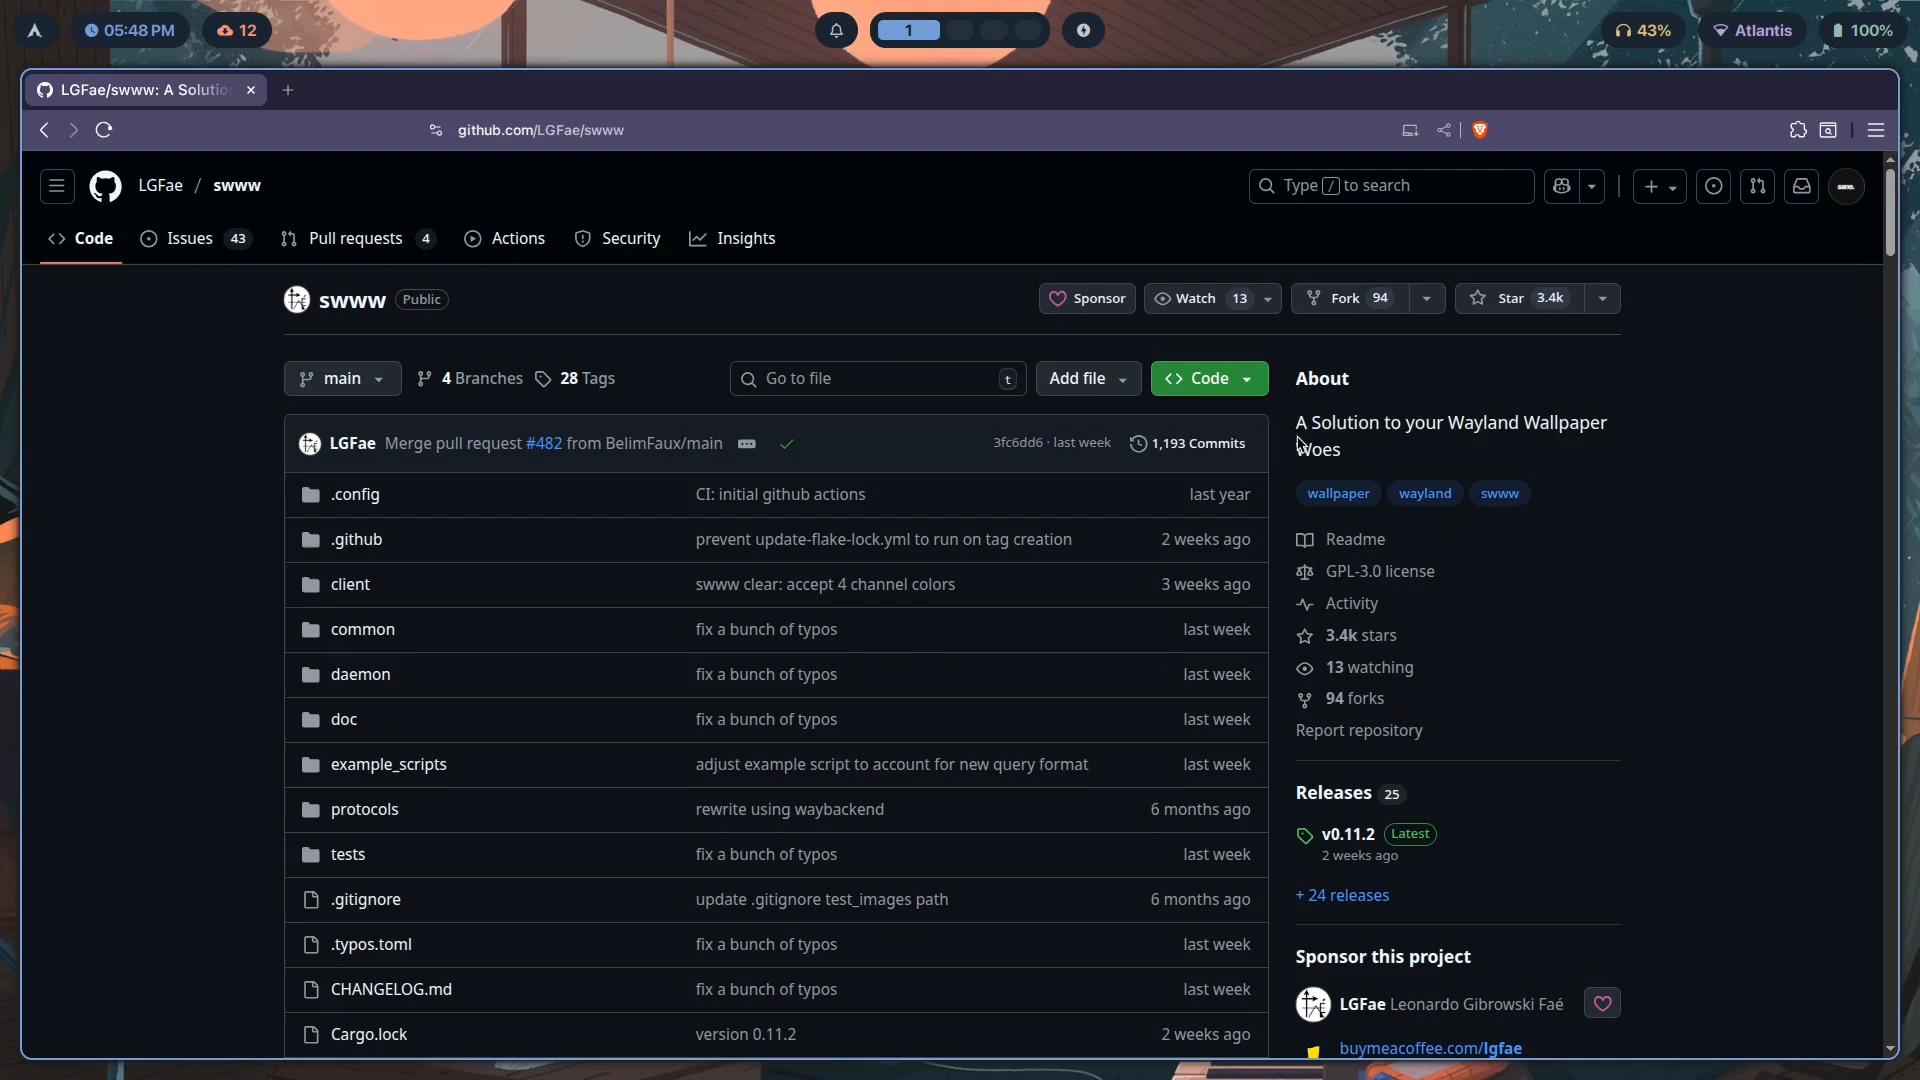 05:48 PM
12
1
43%
Atlantis
100%
LGFae/swww: A Solutio
github.com/LGFae/swww
LGFae / swww
Type / to search
Code
Issues 43
Pull requests 4
Actions
Security
Insights
swww Public
Sponsor
Watch 13
Fork 94
Star 3.4k
main
4 Branches
28 Tags
Go to file t
Add file
Code
LGFae Merge pull request #482 from BelimFaux/main
3fc6dd6 · last week
1,193 Commits
.config CI: initial github actions last year
.github prevent update-flake-lock.yml to run on tag creation 2 weeks ago
client swww clear: accept 4 channel colors 3 weeks ago
common fix a bunch of typos last week
daemon fix a bunch of typos last week
doc fix a bunch of typos last week
example_scripts adjust example script to account for new query format last week
protocols rewrite using waybackend 6 months ago
tests fix a bunch of typos last week
.gitignore update .gitignore test_images path 6 months ago
.typos.toml fix a bunch of typos last week
CHANGELOG.md fix a bunch of typos last week
Cargo.lock version 0.11.2 2 weeks ago
About
A Solution to your Wayland Wallpaper
Woes
wallpaper wayland swww
Readme
GPL-3.0 license
Activity
3.4k stars
13 watching
94 forks
Report repository
Releases 25
v0.11.2 Latest
2 weeks ago
+ 24 releases
Sponsor this project
LGFae Leonardo Gibrowski Faé
buymeacoffee.com/lgfae